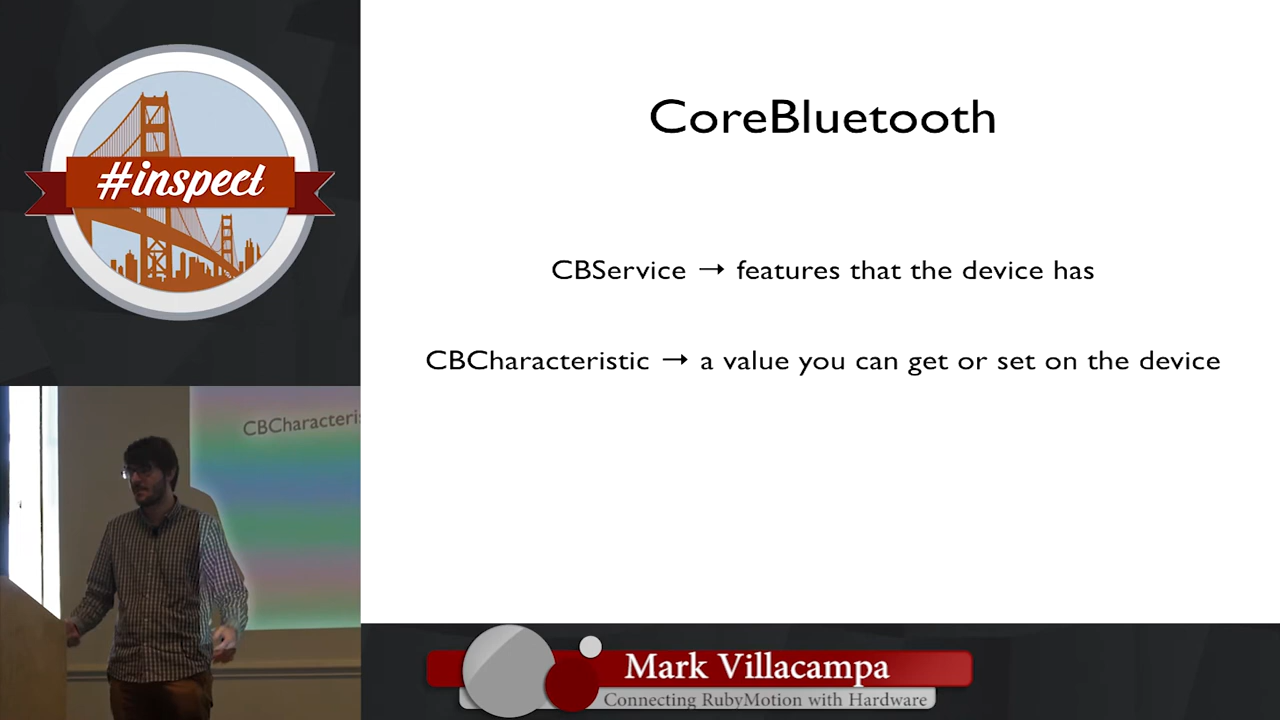 #inspect
CoreBluetooth
CBService → features that the device has
CBCharacteristic → a value you can get or set on the device
CBCharacteris
Mark Villacampa
Connecting RubyMotion with Hardware